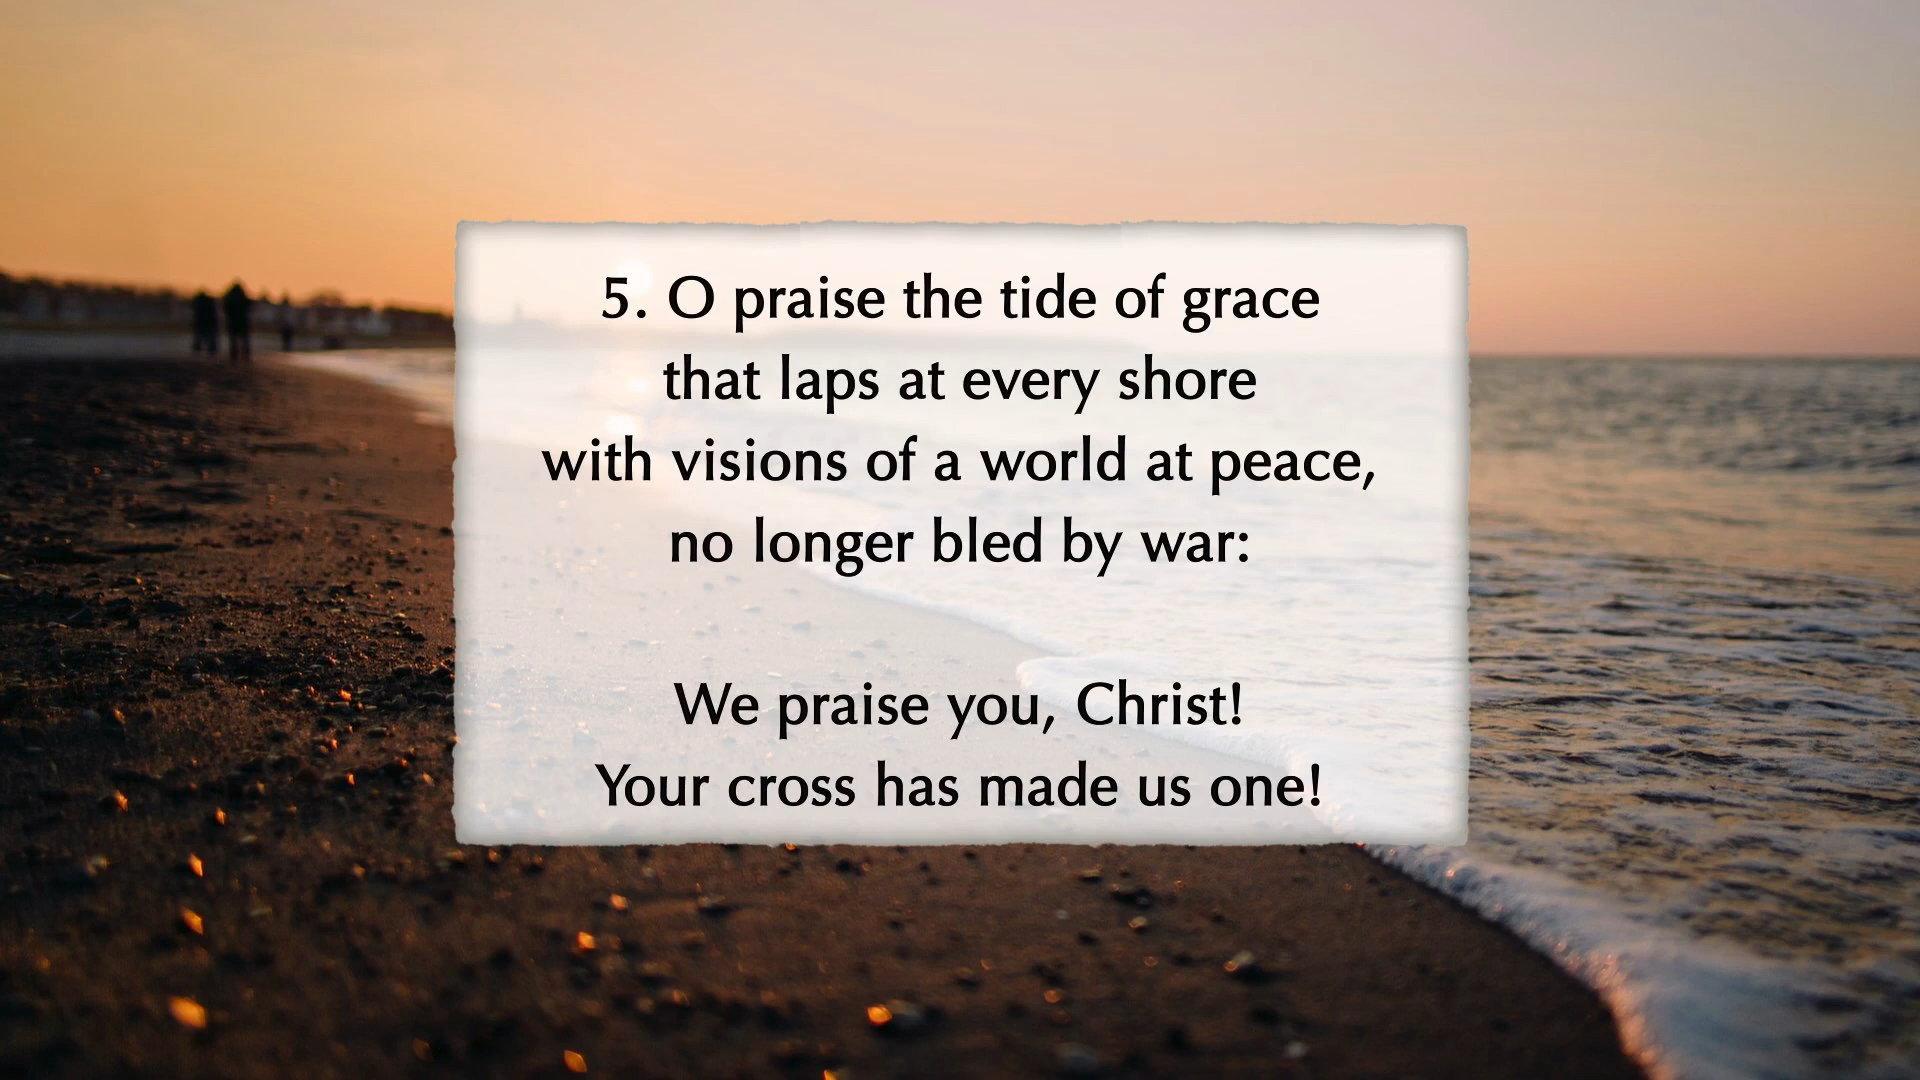 5. O praise the tide of grace
that laps at every shore
with visions of a world at peace,
no longer bled by war:
We praise you, Christ!
Your cross has made us one!